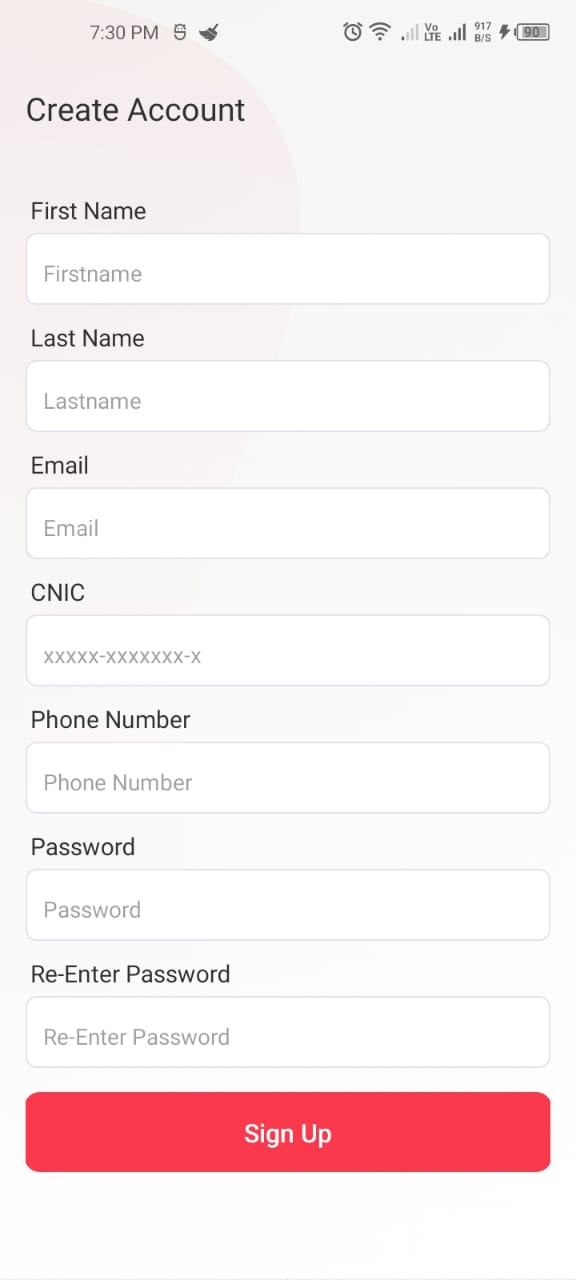 7:30 PM Vo LTE 917 B/S 90
Create Account
First Name
Firstname
Last Name
Lastname
Email
Email
CNIC
xxxxx-xxxxxxx-x
Phone Number
Phone Number
Password
Password
Re-Enter Password
Re-Enter Password
Sign Up